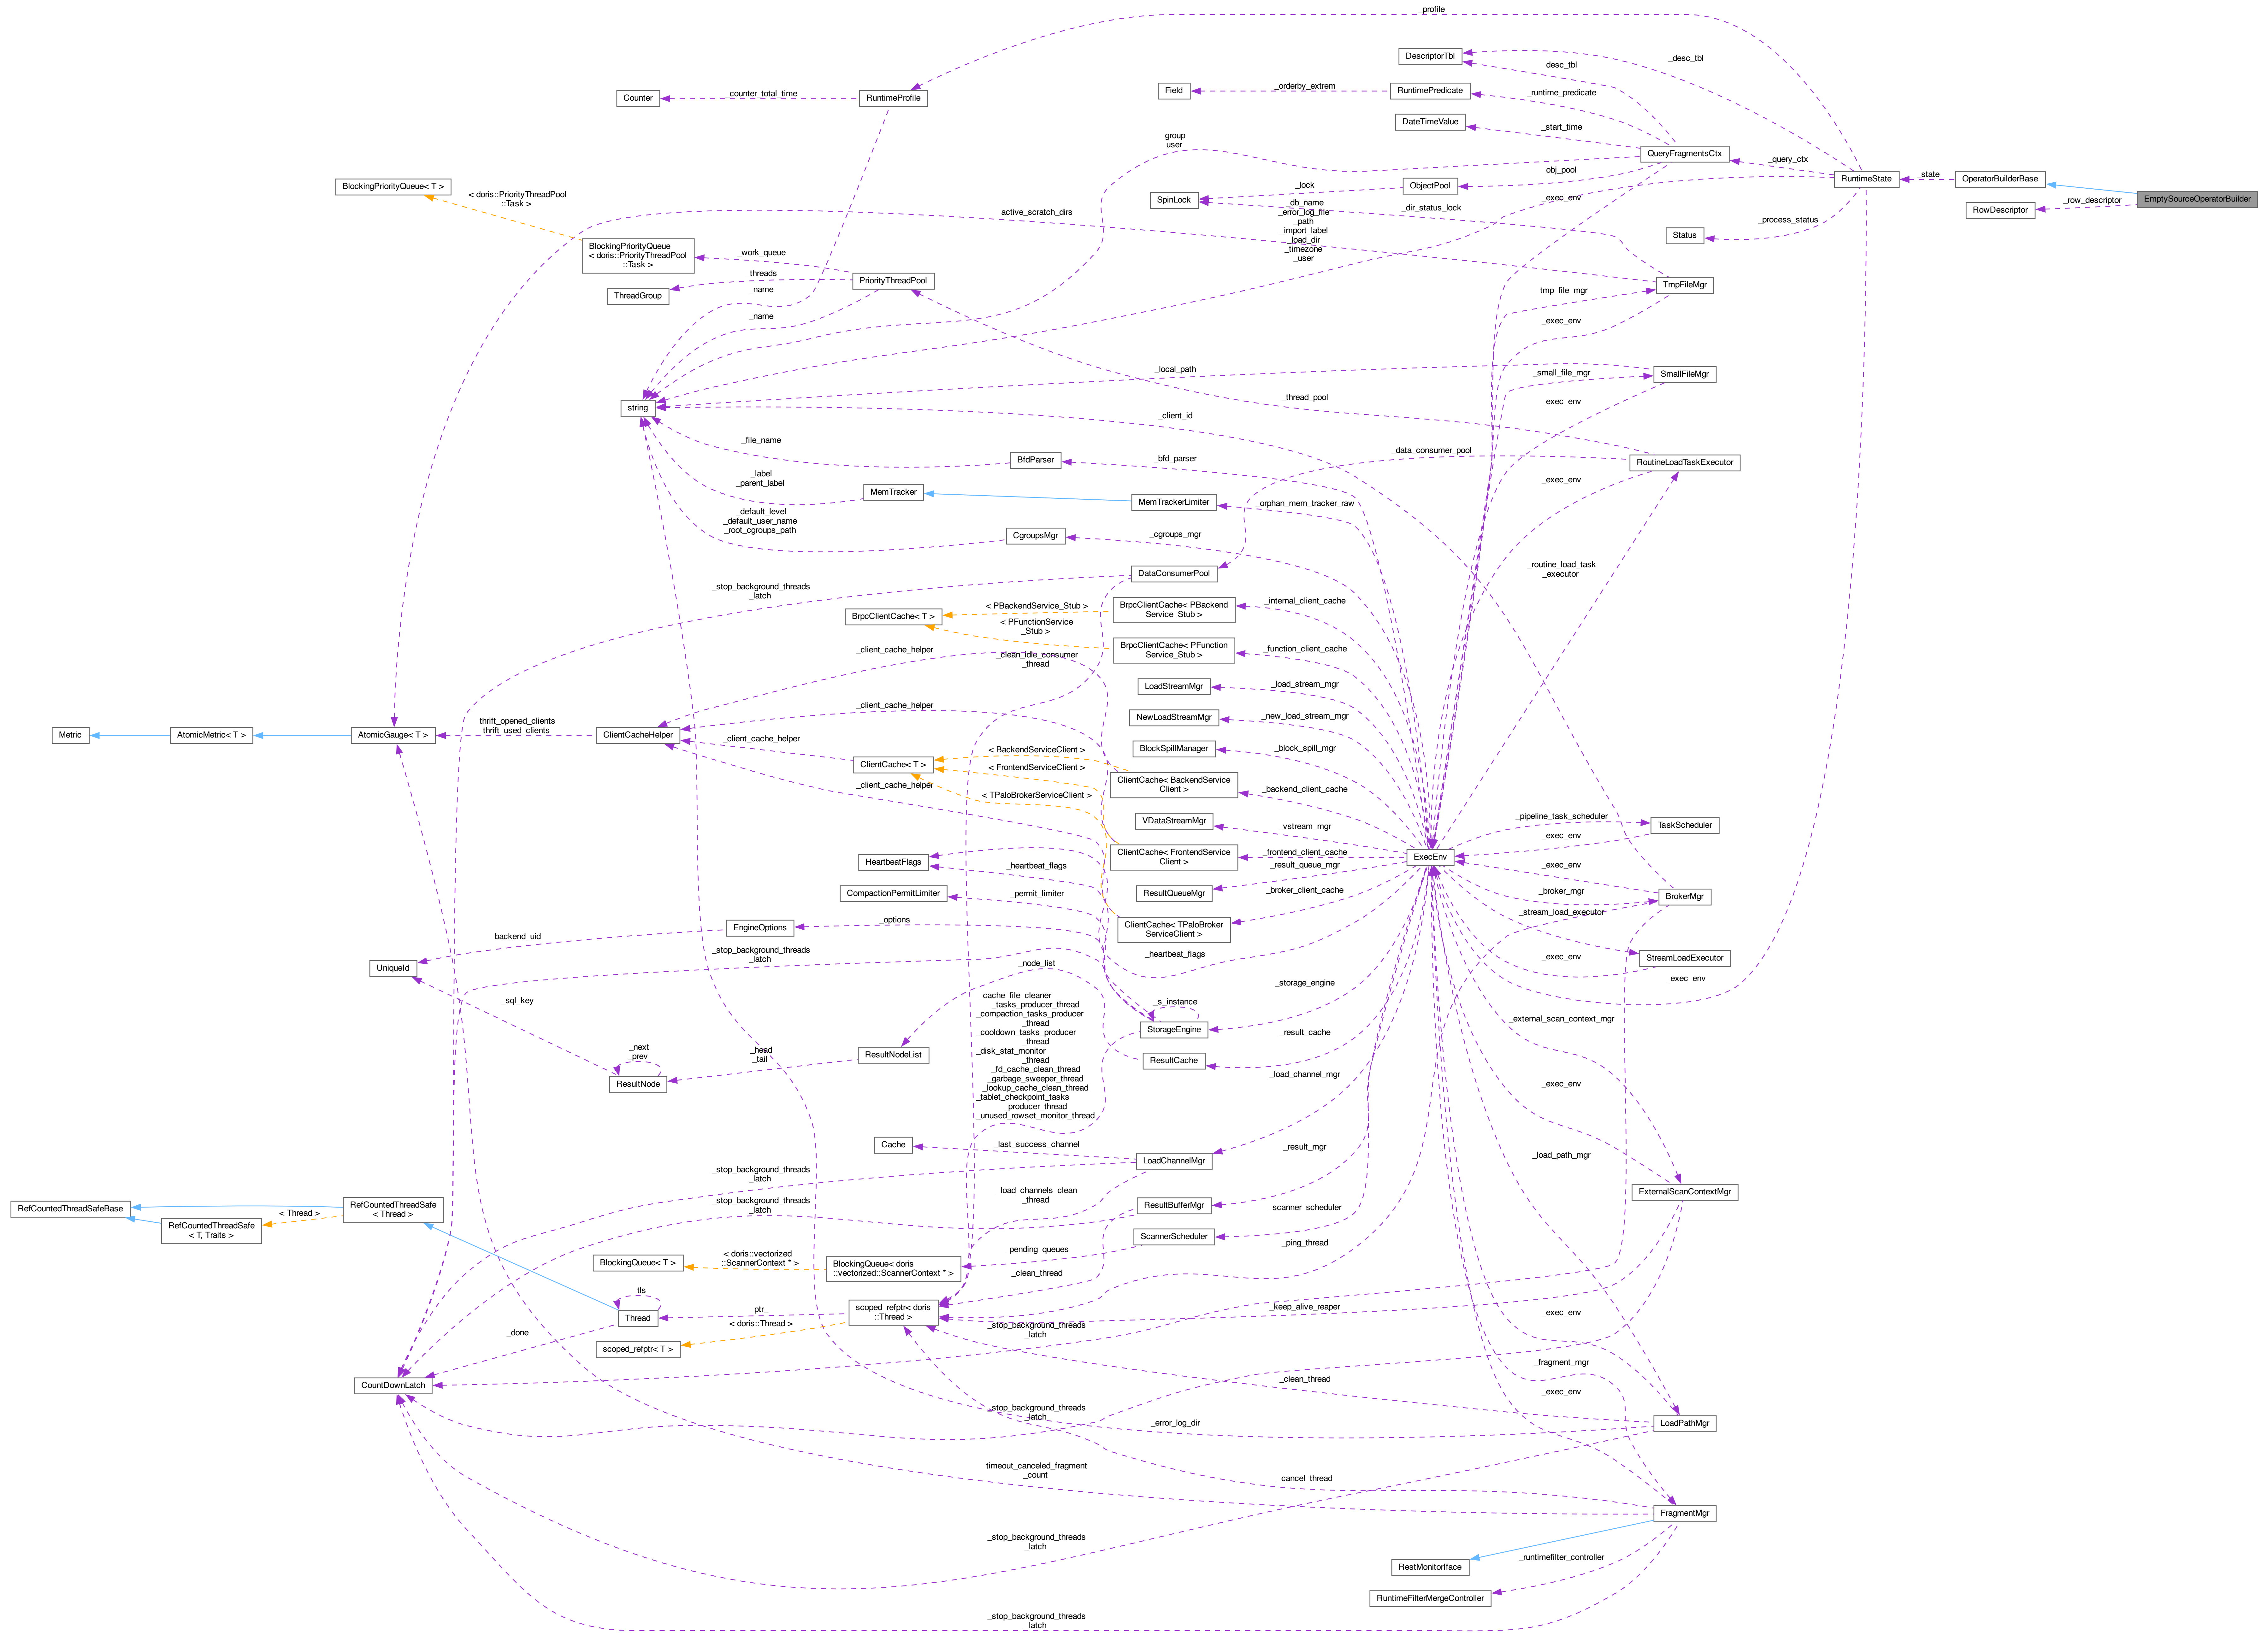 _profile
DescriptorTbl
_desc_tbl
desc_tbl
Counter
_counter_total_time
RuntimeProfile
Field
_orderby_extrem
RuntimePredicate
_runtime_predicate
DateTimeValue
_start_time
group
user
QueryFragmentsCtx
_query_ctx
obj_pool
RuntimeState
_state
OperatorBuilderBase
EmptySourceOperatorBuilder
_row_descriptor
RowDescriptor
BlockingPriorityQueue< T >
< doris::PriorityThreadPool
::Task >
SpinLock
_lock
ObjectPool
_exec_env
_dir_status_lock
active_scratch_dirs
_db_name
_error_log_file
_path
_import_label
_load_dir
_timezone
_user
_process_status
Status
BlockingPriorityQueue
< doris::PriorityThreadPool
::Task >
_work_queue
_threads
ThreadGroup
PriorityThreadPool
_name
_name
_tmp_file_mgr
TmpFileMgr
_exec_env
_local_path
_small_file_mgr
SmallFileMgr
_exec_env
_thread_pool
string
_client_id
_file_name
BfdParser
_bfd_parser
_data_consumer_pool
RoutineLoadTaskExecutor
_exec_env
_label
_parent_label
MemTracker
MemTrackerLimiter
_orphan_mem_tracker_raw
_default_level
_default_user_name
_root_cgroups_path
CgroupsMgr
_cgroups_mgr
_routine_load_task
_executor
DataConsumerPool
_stop_background_threads
_latch
BrpcClientCache< T >
< PBackendService_Stub >
BrpcClientCache< PBackend
Service_Stub >
_internal_client_cache
< PFunctionService
_Stub >
BrpcClientCache< PFunction
Service_Stub >
_function_client_cache
_client_cache_helper
_clean_idle_consumer
_thread
LoadStreamMgr
_load_stream_mgr
NewLoadStreamMgr
_new_load_stream_mgr
Metric
AtomicMetric< T >
AtomicGauge< T >
thrift_opened_clients
thrift_used_clients
ClientCacheHelper
_client_cache_helper
_client_cache_helper
ClientCache< T >
< BackendServiceClient >
< FrontendServiceClient >
BlockSpillManager
_block_spill_mgr
_client_cache_helper
< TPaloBrokerServiceClient >
ClientCache< BackendService
Client >
_backend_client_cache
VDataStreamMgr
_vstream_mgr
_pipeline_task_scheduler
TaskScheduler
_exec_env
HeartbeatFlags
_heartbeat_flags
ClientCache< FrontendService
Client >
_frontend_client_cache
ExecEnv
_result_queue_mgr
ResultQueueMgr
_exec_env
CompactionPermitLimiter
_permit_limiter
_broker_client_cache
_broker_mgr
BrokerMgr
EngineOptions
_options
ClientCache< TPaloBroker
ServiceClient >
_stream_load_executor
backend_uid
UniqueId
_stop_background_threads
_latch
_heartbeat_flags
_exec_env
StreamLoadExecutor
_node_list
_storage_engine
_exec_env
_sql_key
_cache_file_cleaner
_tasks_producer_thread
_compaction_tasks_producer
_thread
_cooldown_tasks_producer
_thread
_disk_stat_monitor
_thread
_fd_cache_clean_thread
_garbage_sweeper_thread
_lookup_cache_clean_thread
_tablet_checkpoint_tasks
_producer_thread
_unused_rowset_monitor_thread
_s_instance
StorageEngine
_external_scan_context_mgr
_result_cache
ResultCache
_next
_prev
ResultNode
_head
_tail
ResultNodeList
_load_channel_mgr
_exec_env
Cache
_last_success_channel
LoadChannelMgr
_result_mgr
_load_path_mgr
_stop_background_threads
_latch
RefCountedThreadSafeBase
RefCountedThreadSafe
< T, Traits >
< Thread >
RefCountedThreadSafe
< Thread >
_stop_background_threads
_latch
_load_channels_clean
_thread
ResultBufferMgr
ExternalScanContextMgr
_scanner_scheduler
ScannerScheduler
BlockingQueue< T >
< doris::vectorized
::ScannerContext * >
BlockingQueue< doris
::vectorized::ScannerContext * >
_pending_queues
_ping_thread
_clean_thread
_tls
Thread
ptr_
scoped_refptr< doris
::Thread >
_keep_alive_reaper
_exec_env
< doris::Thread >
scoped_refptr< T >
_done
_stop_background_threads
_latch
CountDownLatch
_fragment_mgr
_clean_thread
_exec_env
_stop_background_threads
_latch
_error_log_dir
LoadPathMgr
timeout_canceled_fragment
_count
_cancel_thread
FragmentMgr
_stop_background_threads
_latch
RestMonitorIface
_runtimefilter_controller
RuntimeFilterMergeController
_stop_background_threads
_latch